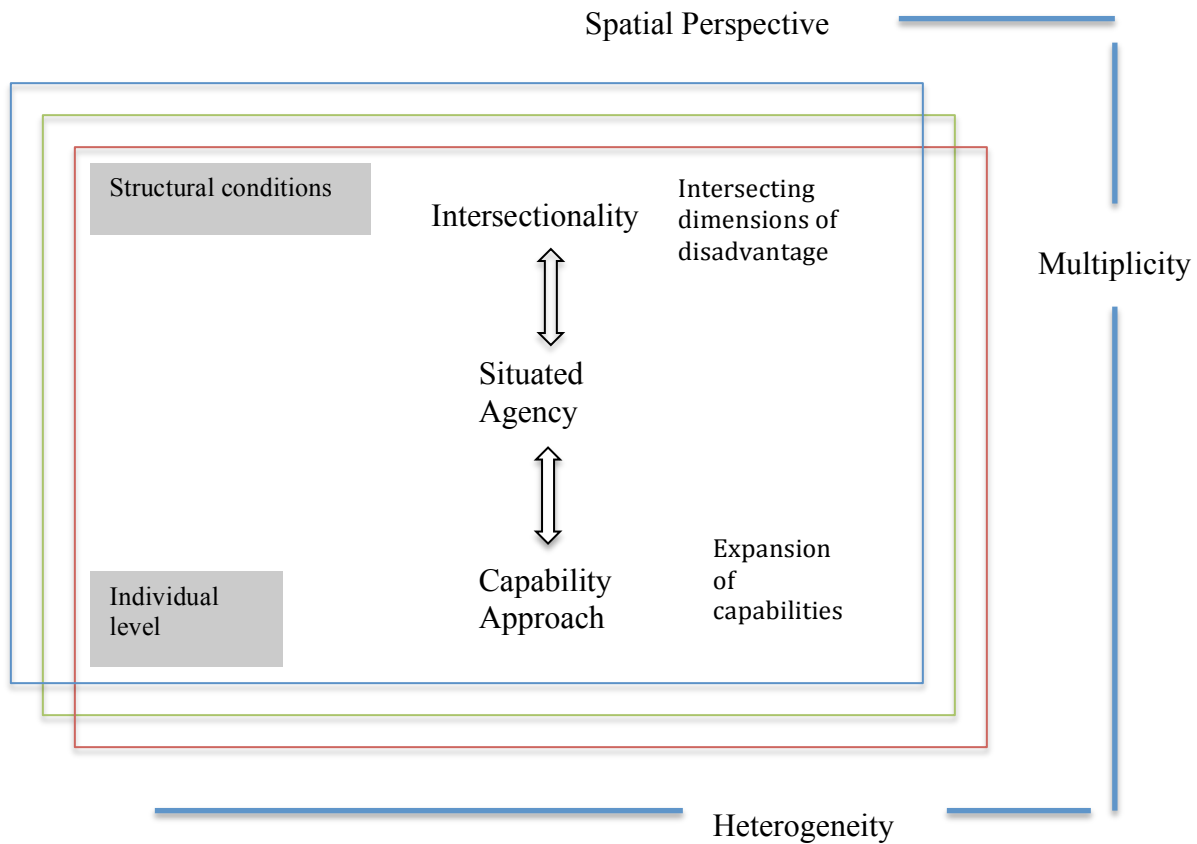 Spatial Perspective
Structural conditions
Intersectionality
Intersecting
dimensions of
disadvantage
Multiplicity
Situated
Agency
Individual
level
Capability
Approach
Expansion
of
capabilities
Heterogeneity